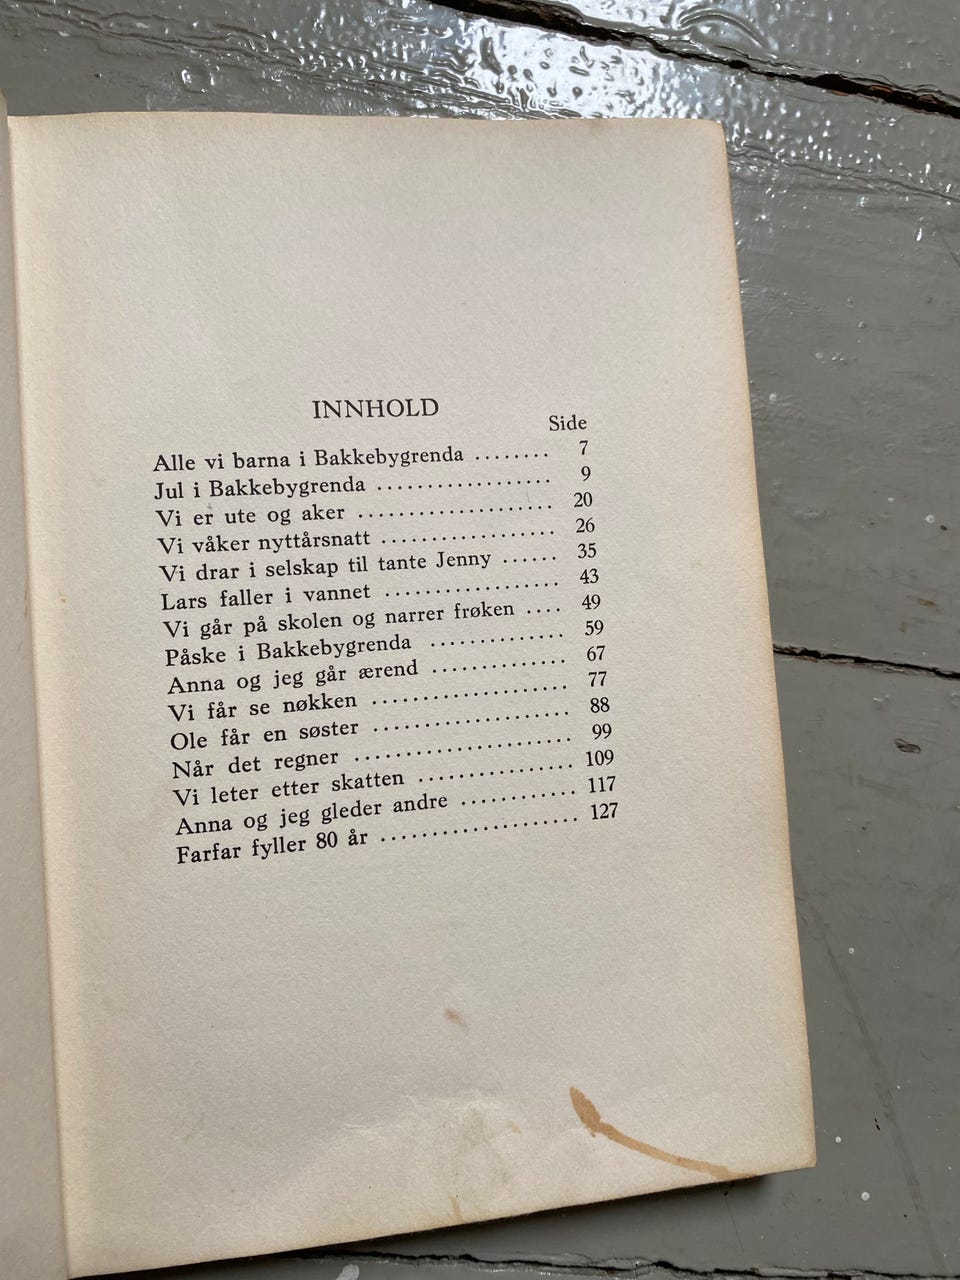 INNHOLD
Side
Alle vi barna i Bakkebygrenda ........ 7
Jul i Bakkebygrenda .................. 9
Vi er ute og aker .................... 20
Vi våker nyttårsnatt .................. 26
Vi drar i selskap til tante Jenny ...... 35
Lars faller i vannet .................. 43
Vi går på skolen og narrer frøken .... 49
Påske i Bakkebygrenda .............. 59
Anna og jeg går ærend .............. 67
Vi får se nøkken .................... 77
Ole får en søster .................... 88
Når det regner ...................... 99
Vi leter etter skatten ................ 109
Anna og jeg gleder andre ............ 117
Farfar fyller 80 år .................... 127